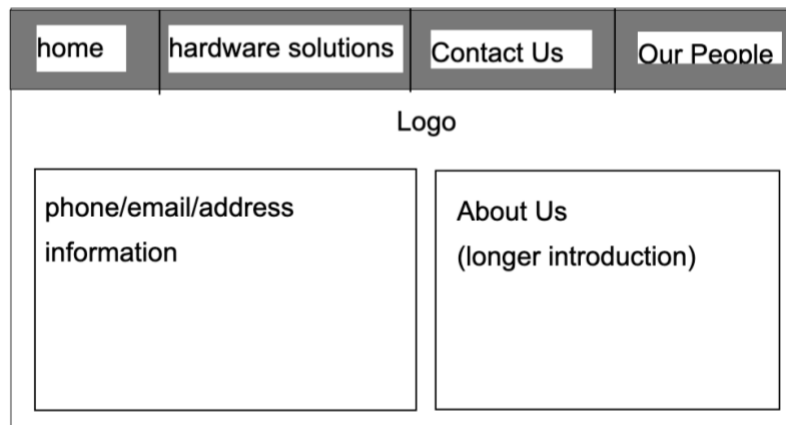 home
hardware solutions
Contact Us
Our People
Logo
phone/email/address
information
About Us
(longer introduction)